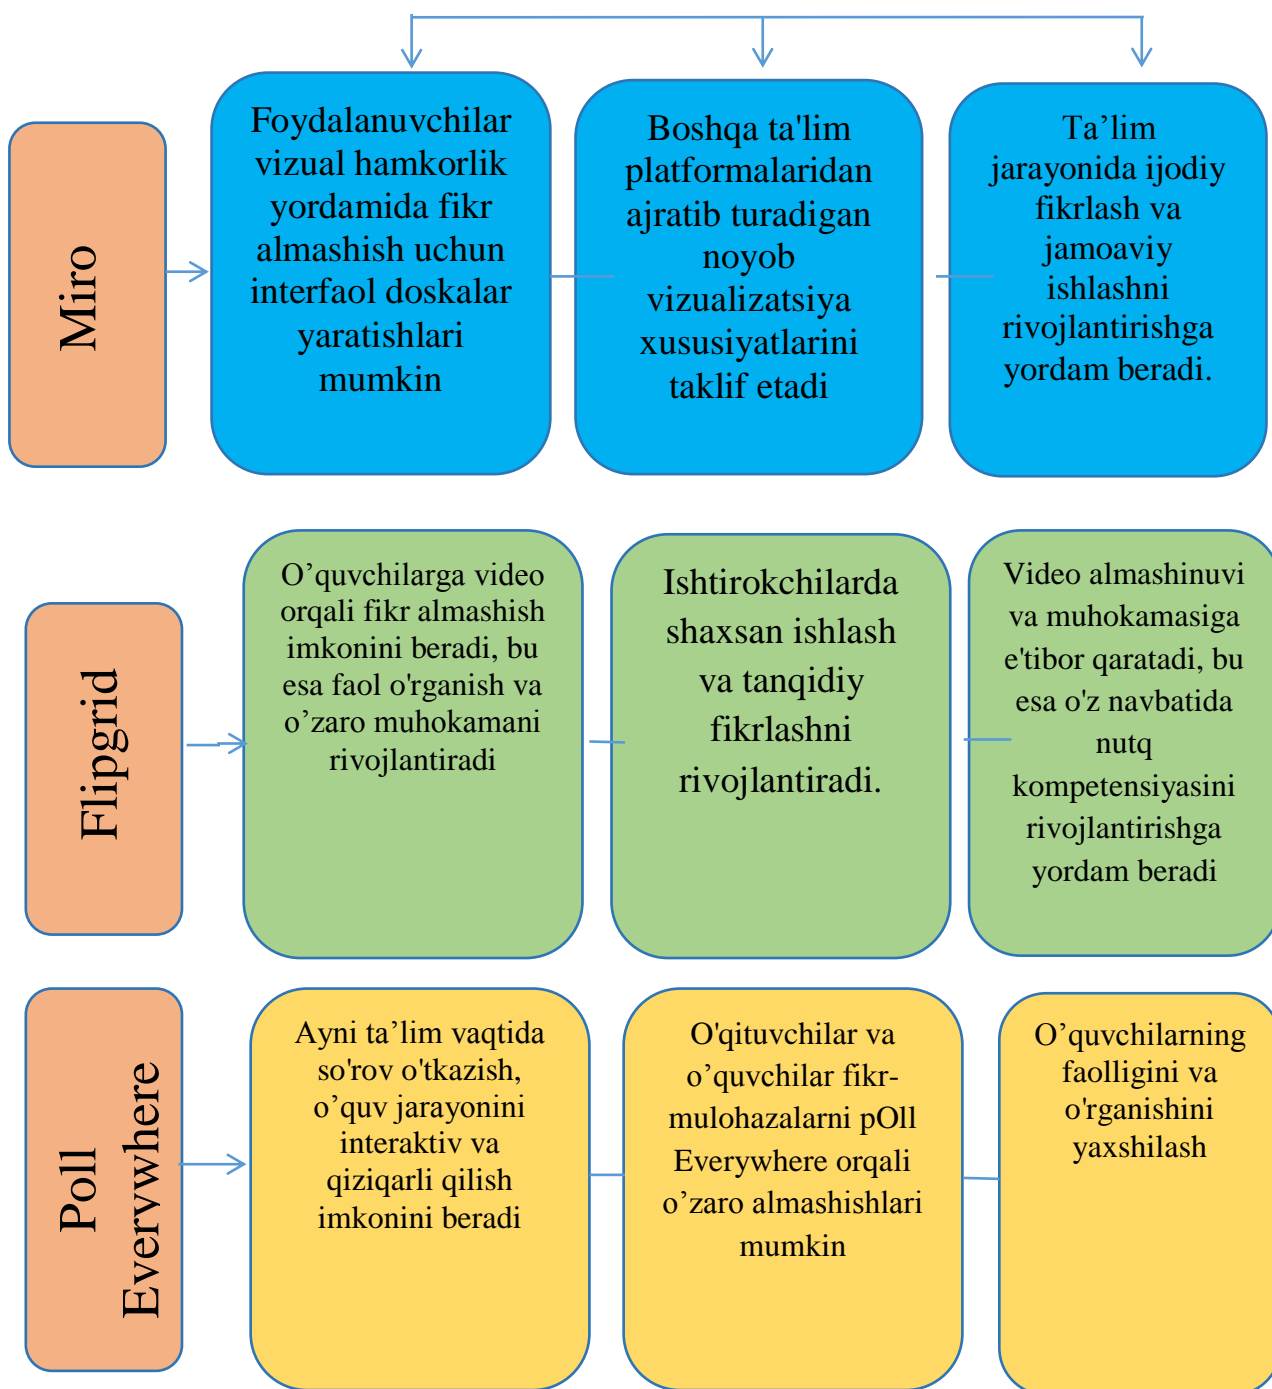 Miro
Foydalanuvchilar
vizual hamkorlik
yordamida fikr
almashish uchun
interfaol doskalar
yaratishlari
mumkin
Boshqa ta'lim
platformalaridan
ajratib turadigan
noyob
vizualizatsiya
xususiyatlarini
taklif etadi
Ta’lim
jarayonida ijodiy
fikrlash va
jamoaviy
ishlashni
rivojlantirishga
yordam beradi.
Flipgrid
O’quvchilarga video
orqali fikr almashish
imkonini beradi, bu
esa faol o'rganish va
o’zaro muhokamani
rivojlantiradi
Ishtirokchilarda
shaxsan ishlash
va tanqidiy
fikrlashni
rivojlantiradi.
Video almashinuvi
va muhokamasiga
e'tibor qaratadi, bu
esa o'z navbatida
nutq
kompetensiyasini
rivojlantirishga
yordam beradi
Poll
Everywhere
Ayni ta’lim vaqtida
so'rov o'tkazish,
o’quv jarayonini
interaktiv va
qiziqarli qilish
imkonini beradi
O'qituvchilar va
o’quvchilar fikr-
mulohazalarni pOll
Everywhere orqali
o’zaro almashishlari
mumkin
O’quvchilarning
faolligini va
o'rganishini
yaxshilash